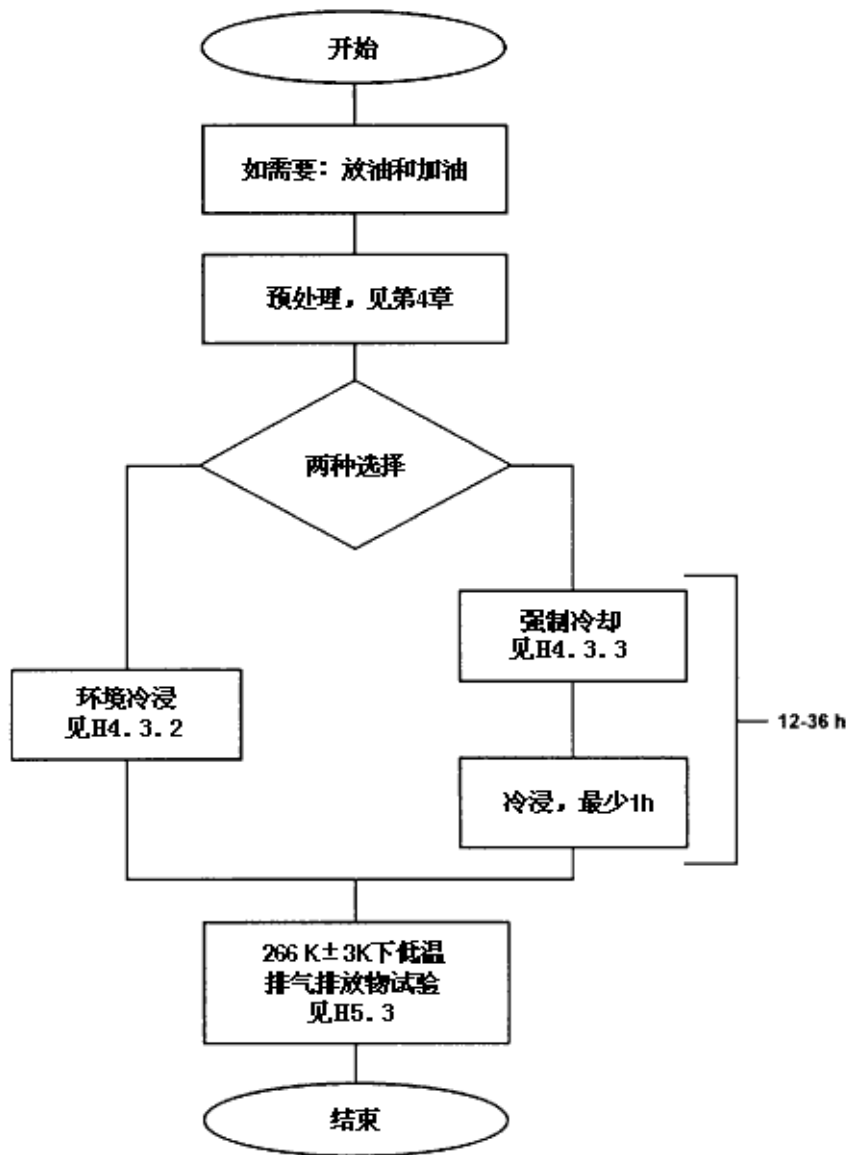 开始
如需要：放油和加油
预处理，见第4章
两种选择
强制冷却
见H4.3.3
环境冷浸
见H4.3.2
12-36 h
冷浸，最少1h
266 K±3K下低温
排气排放物试验
见H5.3
结束